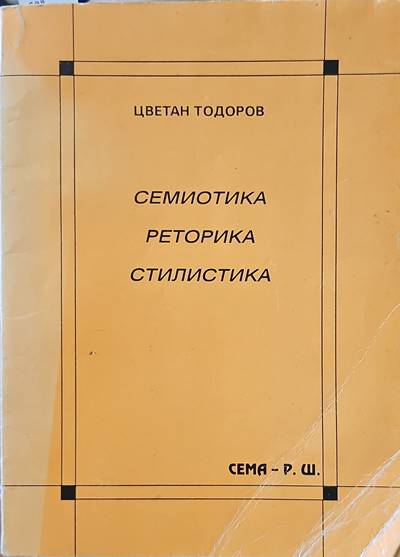 ЦВЕТАН ТОДОРОВ
СЕМИОТИКА
РЕТОРИКА
СТИЛИСТИКА
СЕМА - Р. Ш.